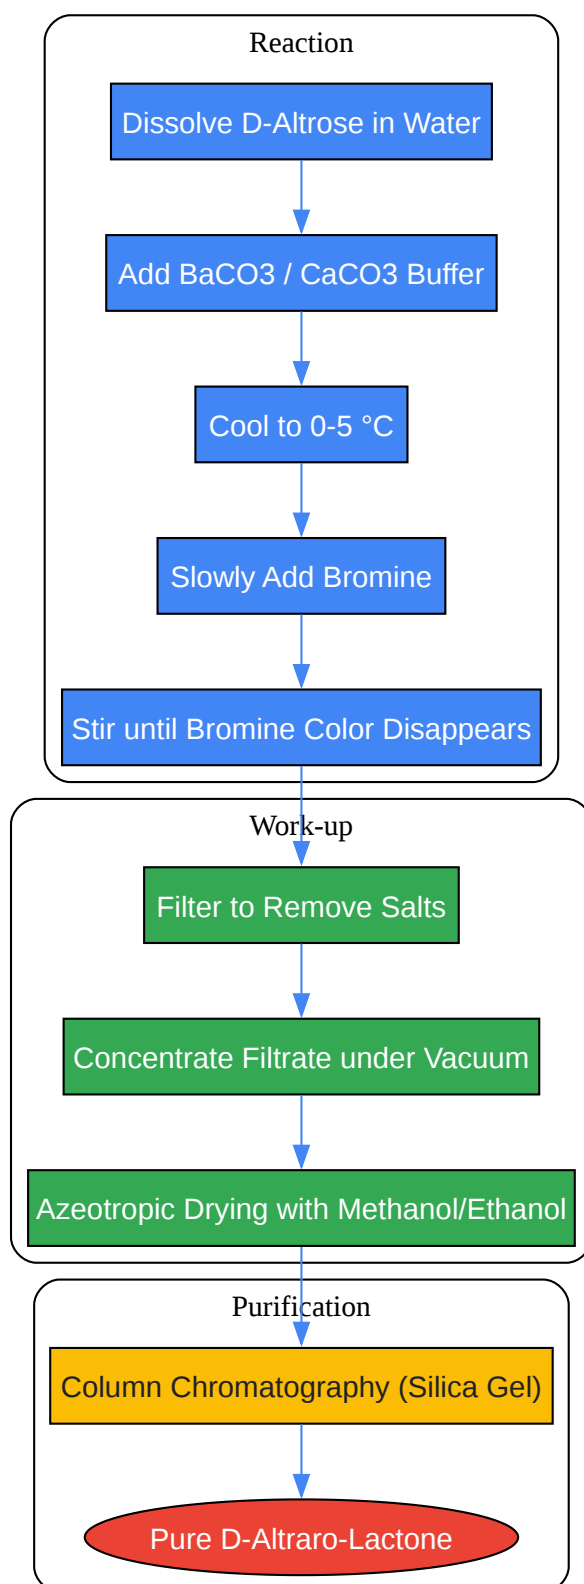 Reaction
Dissolve D-Altrose in Water
Add BaCO3 / CaCO3 Buffer
Cool to 0-5 °C
Slowly Add Bromine
Stir until Bromine Color Disappears
Work-up
Filter to Remove Salts
Concentrate Filtrate under Vacuum
Azeotropic Drying with Methanol/Ethanol
Purification
Column Chromatography (Silica Gel)
Pure D-Altraro-Lactone